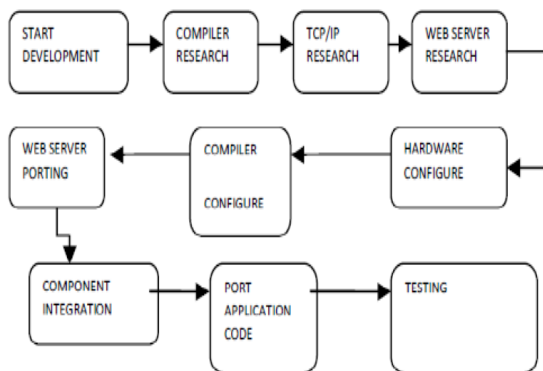 START
DEVELOPMENT
COMPILER
RESEARCH
TCP/IP
RESEARCH
WEB SERVER
RESEARCH
WEB SERVER
PORTING
COMPILER
CONFIGURE
HARDWARE
CONFIGURE
COMPONENT
INTEGRATION
PORT
APPLICATION
CODE
TESTING